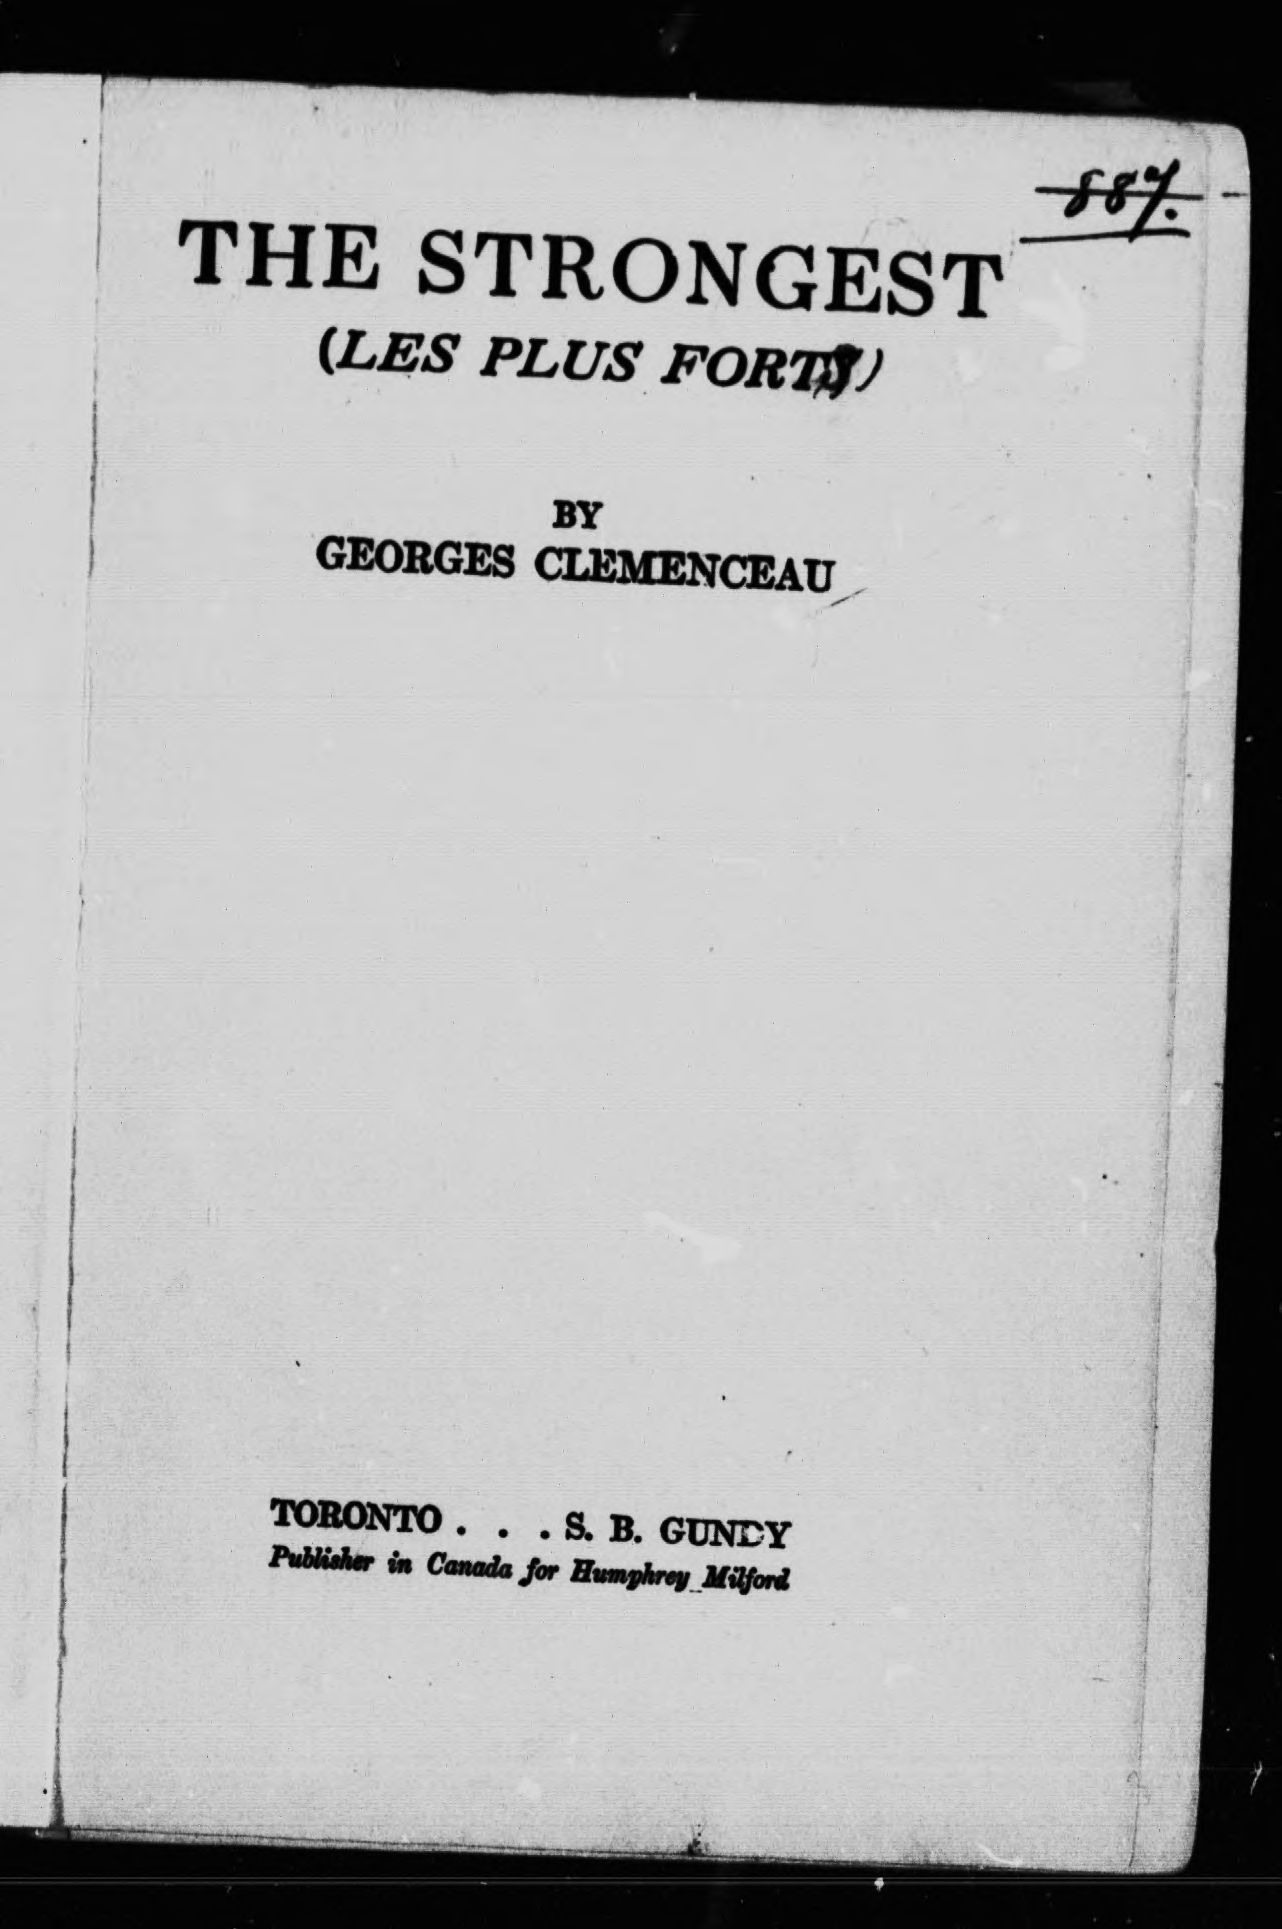 887.
THE STRONGEST
(LES PLUS FORTS)
BY
GEORGES CLEMENCEAU
TORONTO . . . S. B. GUNDY
Publisher in Canada for Humphrey Milford